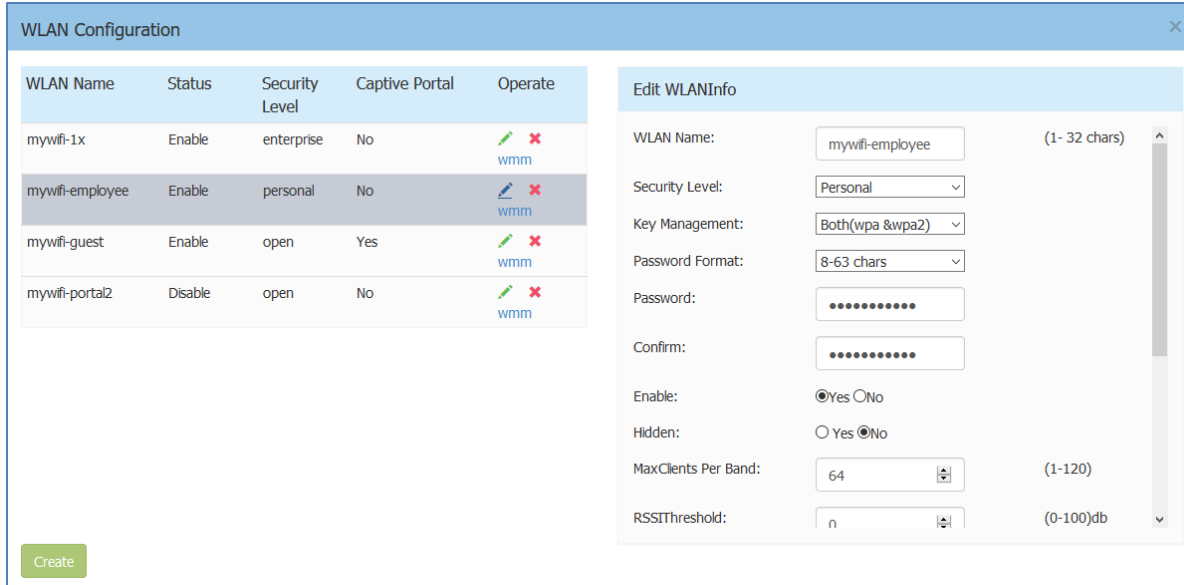 WLAN Configuration
WLAN Name Status Security Level Captive Portal Operate
mywifi-1x Enable enterprise No
wmm
mywifi-employee Enable personal No
wmm
mywifi-guest Enable open Yes
wmm
mywifi-portal2 Disable open No
wmm
Create
Edit WLANInfo
WLAN Name: mywifi-employee (1- 32 chars)
Security Level: Personal
Key Management: Both(wpa &wpa2)
Password Format: 8-63 chars
Password: •••••••••••
Confirm: •••••••••••
Enable: Yes No
Hidden: Yes No
MaxClients Per Band: 64 (1-120)
RSSIThreshold: 0 (0-100)db